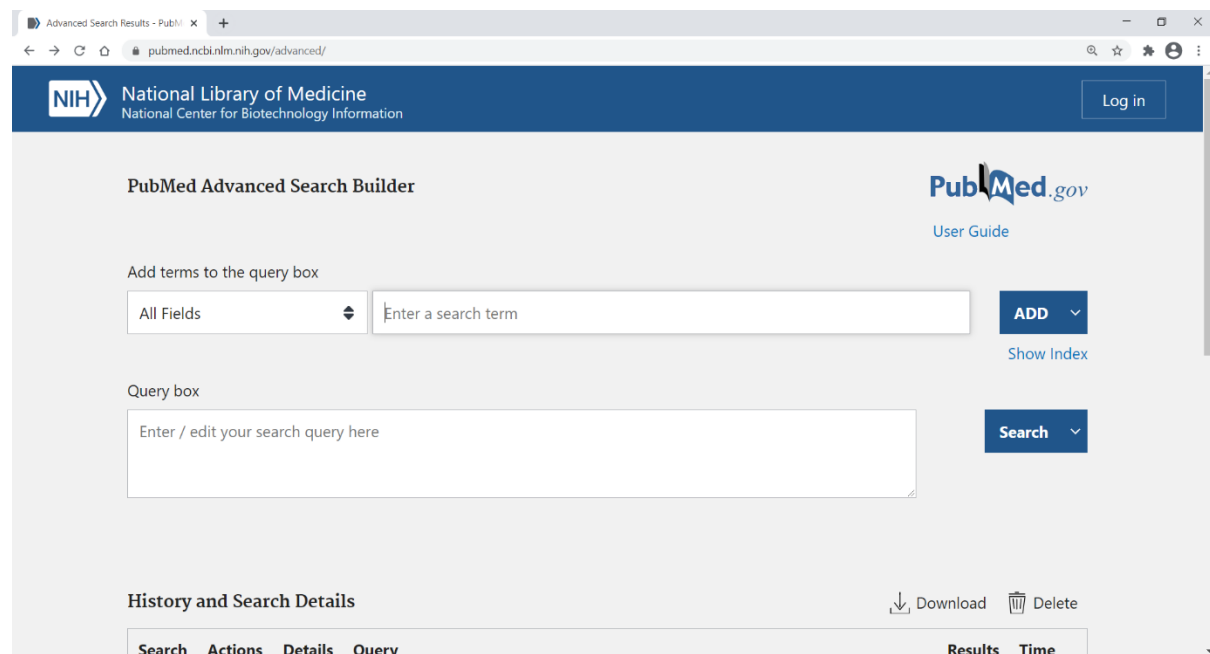 Advanced Search Results - PubM
pubmed.ncbi.nlm.nih.gov/advanced/
NIH
National Library of Medicine
National Center for Biotechnology Information
Log in
PubMed Advanced Search Builder
PubMed.gov
User Guide
Add terms to the query box
All Fields
Enter a search term
ADD
Show Index
Query box
Enter / edit your search query here
Search
History and Search Details
Download
Delete
Search Actions Details Query Results Time